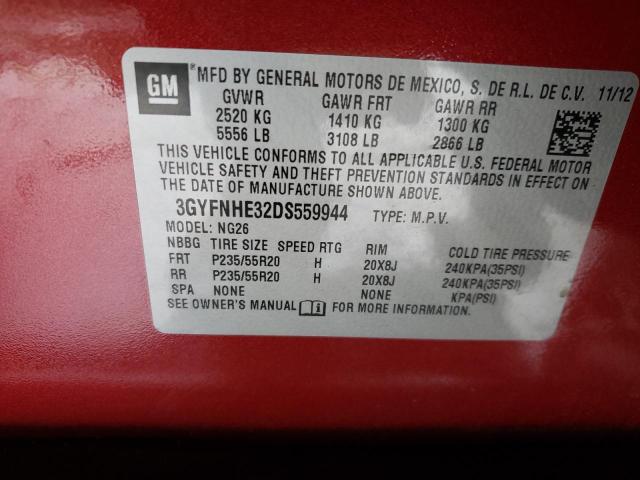 GM MFD BY GENERAL MOTORS DE MEXICO, S. DE R.L. DE C.V. 11/12
GVWR GAWR FRT GAWR RR
2520 KG 1410 KG 1300 KG
5556 LB 3108 LB 2866 LB
THIS VEHICLE CONFORMS TO ALL APPLICABLE U.S. FEDERAL MOTOR
VEHICLE SAFETY AND THEFT PREVENTION STANDARDS IN EFFECT ON
THE DATE OF MANUFACTURE SHOWN ABOVE.
3GYFNHE32DS559944 TYPE: M.P.V.
MODEL: NG26
NBBG TIRE SIZE SPEED RTG RIM COLD TIRE PRESSURE
FRT P235/55R20 H 20X8J 240KPA(35PSI)
RR P235/55R20 H 20X8J 240KPA(35PSI)
SPA NONE NONE KPA(PSI)
SEE OWNER'S MANUAL FOR MORE INFORMATION.